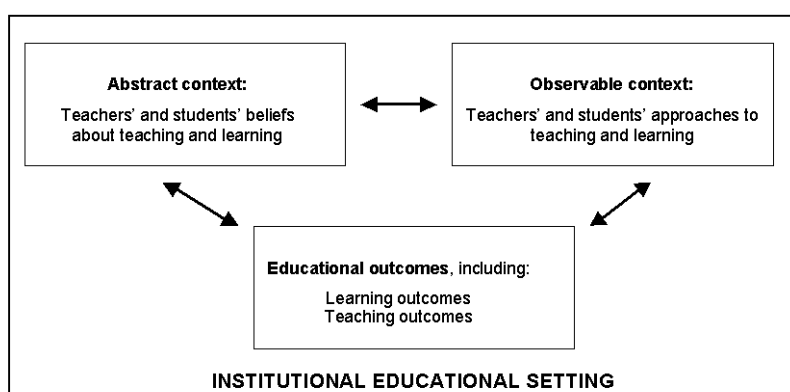 Abstract context:
Teachers’ and students’ beliefs
about teaching and learning
Observable context:
Teachers’ and students’ approaches to
teaching and learning
Educational outcomes, including:
Learning outcomes
Teaching outcomes
INSTITUTIONAL EDUCATIONAL SETTING